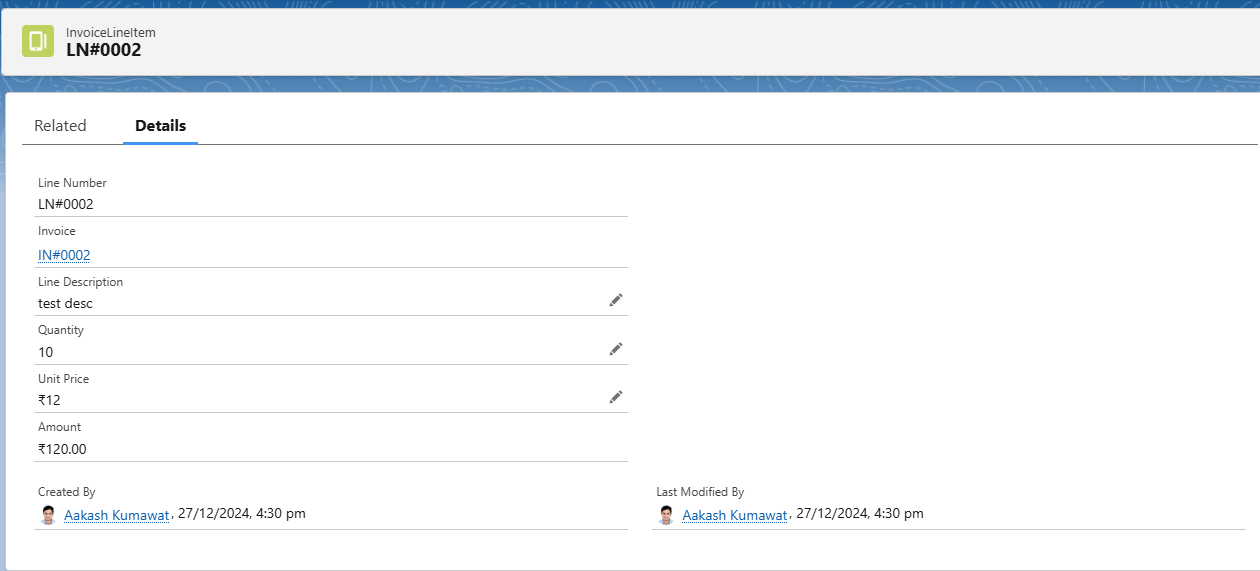 InvoiceLineItem
LN#0002
Related Details
Line Number
LN#0002
Invoice
IN#0002
Line Description
test desc
Quantity
10
Unit Price
₹12
Amount
₹120.00
Created By
Aakash Kumawat, 27/12/2024, 4:30 pm
Last Modified By
Aakash Kumawat, 27/12/2024, 4:30 pm